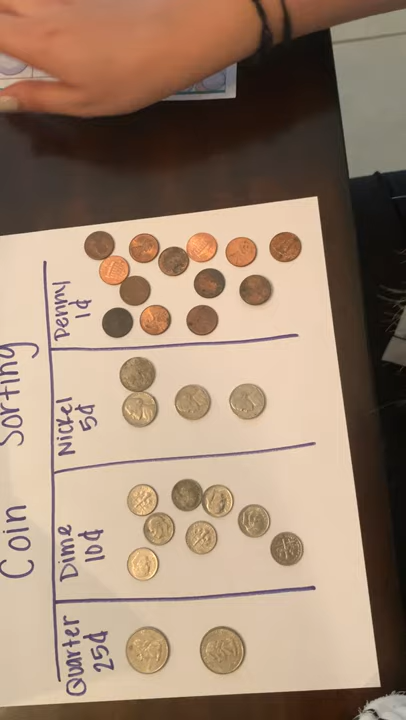 Coin Sorting
Quarter
25¢
Dime
10¢
Nickel
5¢
Penny
1¢